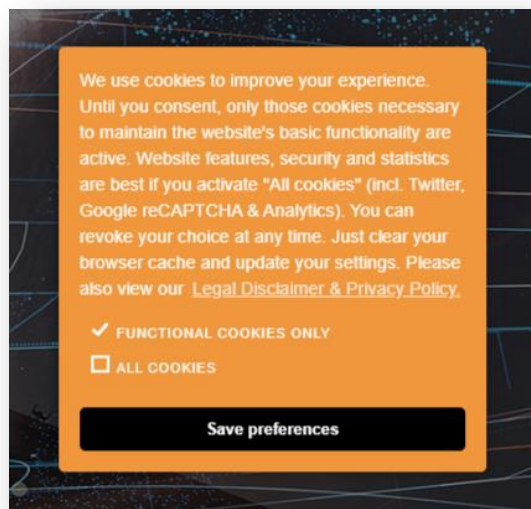 We use cookies to improve your experience.
Until you consent, only those cookies necessary
to maintain the website's basic functionality are
active. Website features, security and statistics
are best if you activate "All cookies" (incl. Twitter,
Google reCAPTCHA & Analytics). You can
revoke your choice at any time. Just clear your
browser cache and update your settings. Please
also view our Legal Disclaimer & Privacy Policy.
FUNCTIONAL COOKIES ONLY
ALL COOKIES
Save preferences